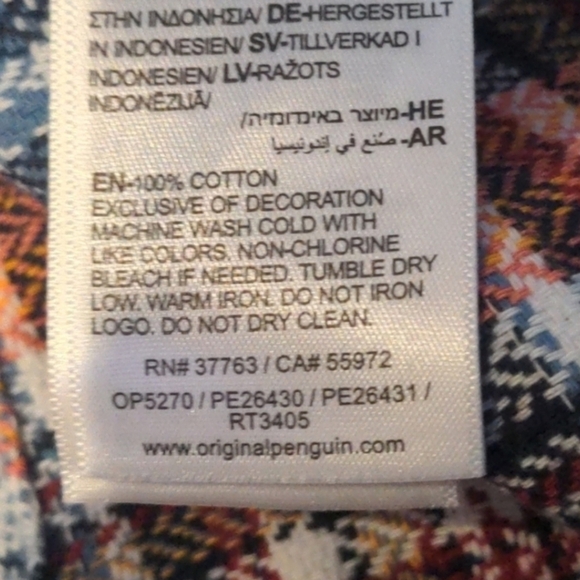 ΣΤΗΝ ΙΝΔΟΝΗΣΙΑ/ DE-HERGESTELLT
IN INDONESIEN/ SV-TILLVERKAD I
INDONESIEN/ LV-RAŽOTS
INDONĒZIJĀ/
HE-מיוצר באינדונזיה/
AR- صُنع في إندونيسيا
EN-100% COTTON
EXCLUSIVE OF DECORATION
MACHINE WASH COLD WITH
LIKE COLORS. NON-CHLORINE
BLEACH IF NEEDED. TUMBLE DRY
LOW. WARM IRON. DO NOT IRON
LOGO. DO NOT DRY CLEAN.
RN# 37763 / CA# 55972
OP5270 / PE26430 / PE26431 /
RT3405
www.originalpenguin.com